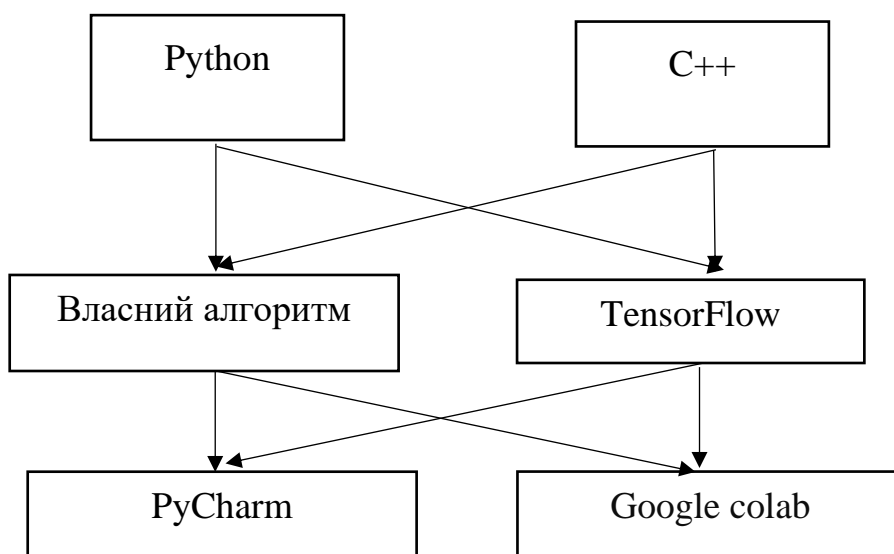 Python
C++
Власний алгоритм
TensorFlow
PyCharm
Google colab